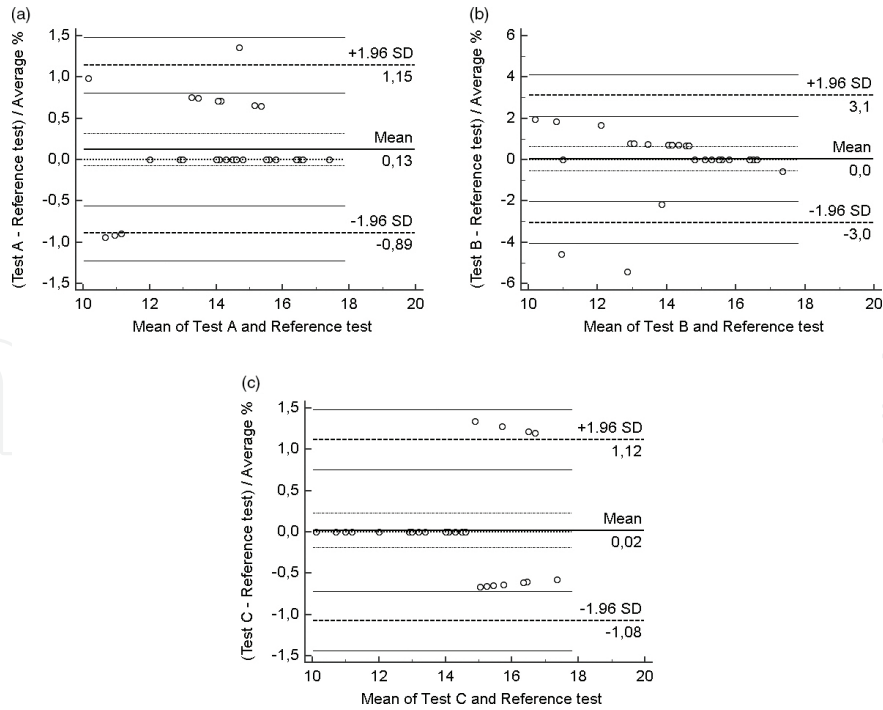 (a)
(Test A - Reference test) / Average %
1,5
1,0
0,5
0,0
-0,5
-1,0
-1,5
+1.96 SD
1,15
Mean
0,13
-1.96 SD
-0,89
10 12 14 16 18 20
Mean of Test A and Reference test
(b)
(Test B - Reference test) / Average %
6
4
2
0
-2
-4
-6
+1.96 SD
3,1
Mean
0,0
-1.96 SD
-3,0
10 12 14 16 18 20
Mean of Test B and Reference test
(c)
(Test C - Reference test) / Average %
1,5
1,0
0,5
0,0
-0,5
-1,0
-1,5
+1.96 SD
1,12
Mean
0,02
-1.96 SD
-1,08
10 12 14 16 18 20
Mean of Test C and Reference test